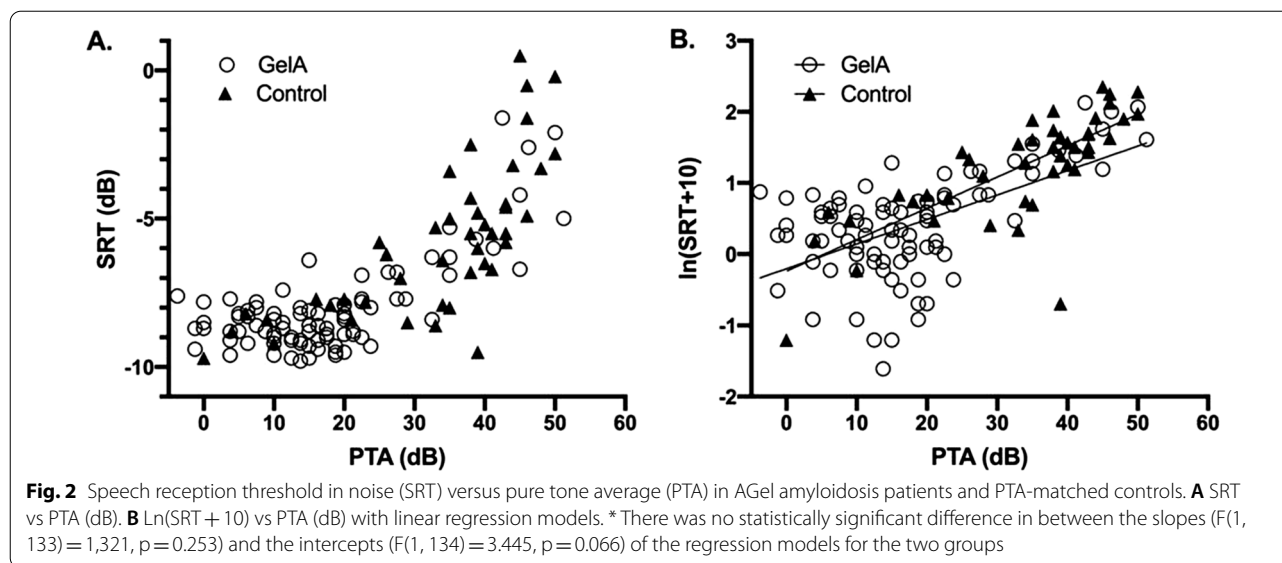 A.
GelA
Control
0
-5
-10
SRT (dB)
0 10 20 30 40 50 60
PTA (dB)
B.
GelA
Control
3
2
1
0
-1
-2
ln(SRT+10)
0 10 20 30 40 50 60
PTA (dB)
Fig. 2 Speech reception threshold in noise (SRT) versus pure tone average (PTA) in AGel amyloidosis patients and PTA-matched controls. A SRT
vs PTA (dB). B Ln(SRT + 10) vs PTA (dB) with linear regression models. * There was no statistically significant difference in between the slopes (F(1,
133) = 1,321, p = 0.253) and the intercepts (F(1, 134) = 3.445, p = 0.066) of the regression models for the two groups